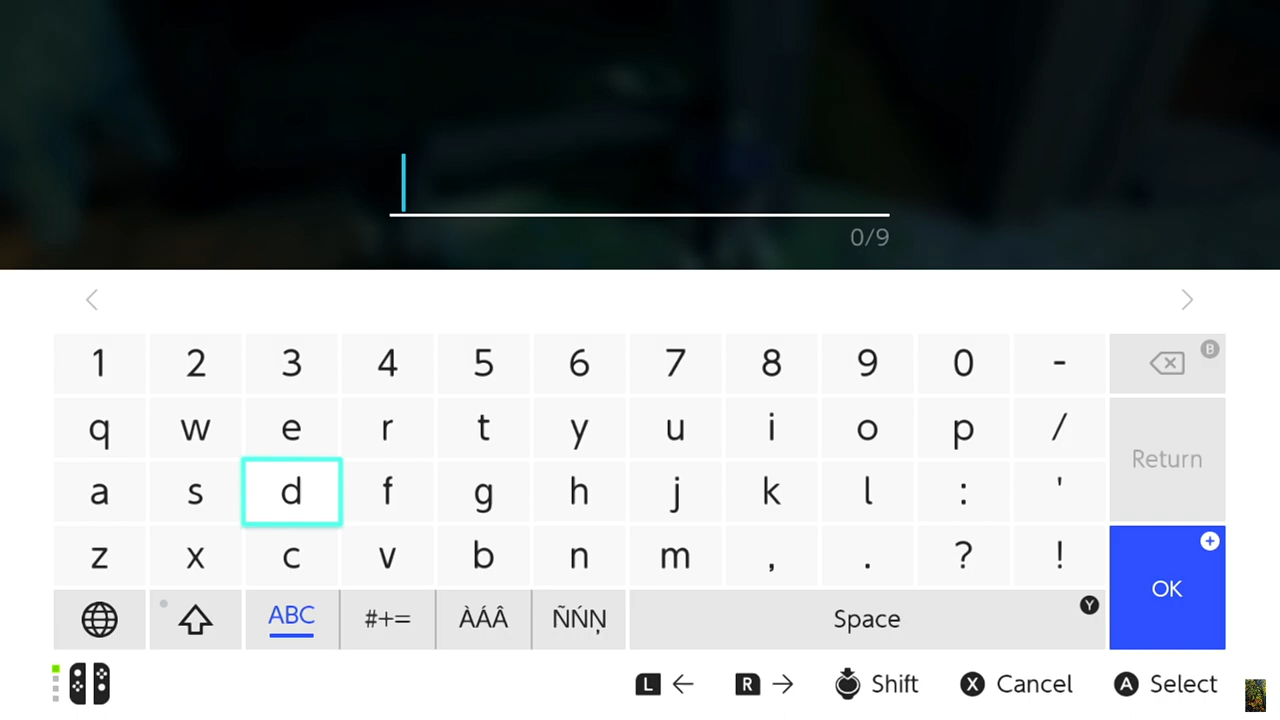 0/9
1 2 3 4 5 6 7 8 9 0 - B
q w e r t y u i o p /
Return
a s d f g h j k l : '
z x c v b n m , . ? ! +
OK
ABC #+= ÀÁÂ ÑŃŅ Space Y
L ← R → Shift X Cancel A Select